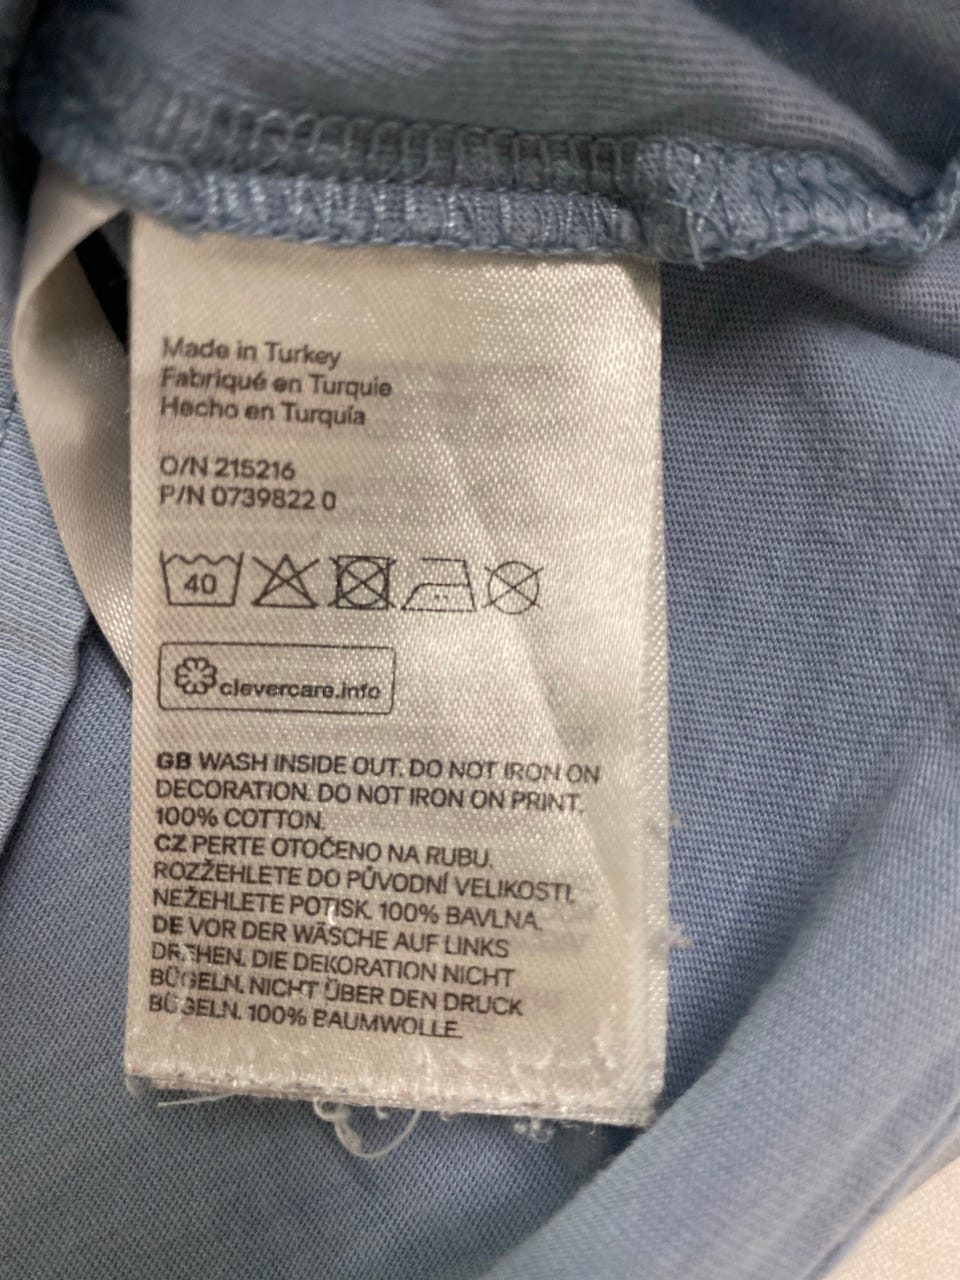 Made in Turkey
Fabriqué en Turquie
Hecho en Turquía
O/N 215216
P/N 0739822 0
40
clevercare.info
GB WASH INSIDE OUT. DO NOT IRON ON
DECORATION. DO NOT IRON ON PRINT.
100% COTTON.
CZ PERTE OTOČENO NA RUBU.
ROZŽEHLETE DO PŮVODNÍ VELIKOSTI.
NEŽEHLETE POTISK. 100% BAVLNA.
DE VOR DER WÄSCHE AUF LINKS
DREHEN. DIE DEKORATION NICHT
BÜGELN. NICHT ÜBER DEN DRUCK
BÜGELN. 100% BAUMWOLLE.